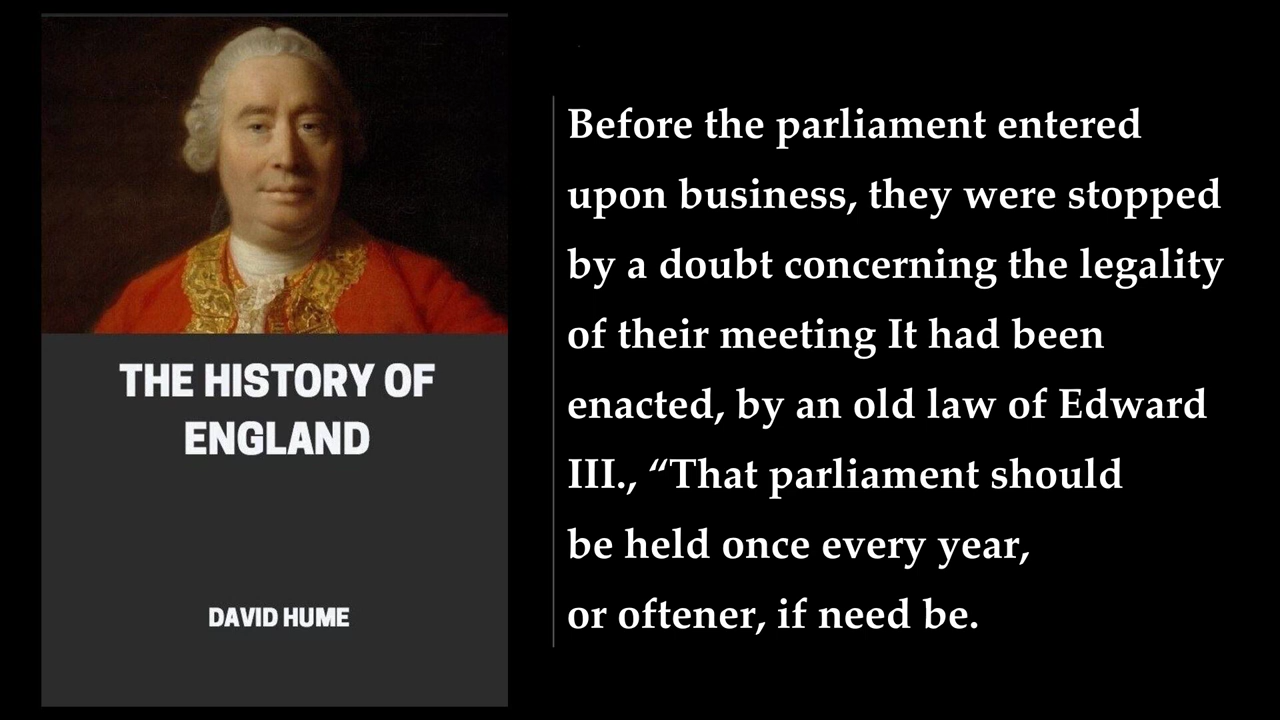 THE HISTORY OF
ENGLAND
DAVID HUME
Before the parliament entered
upon business, they were stopped
by a doubt concerning the legality
of their meeting It had been
enacted, by an old law of Edward
III., “That parliament should
be held once every year,
or oftener, if need be.